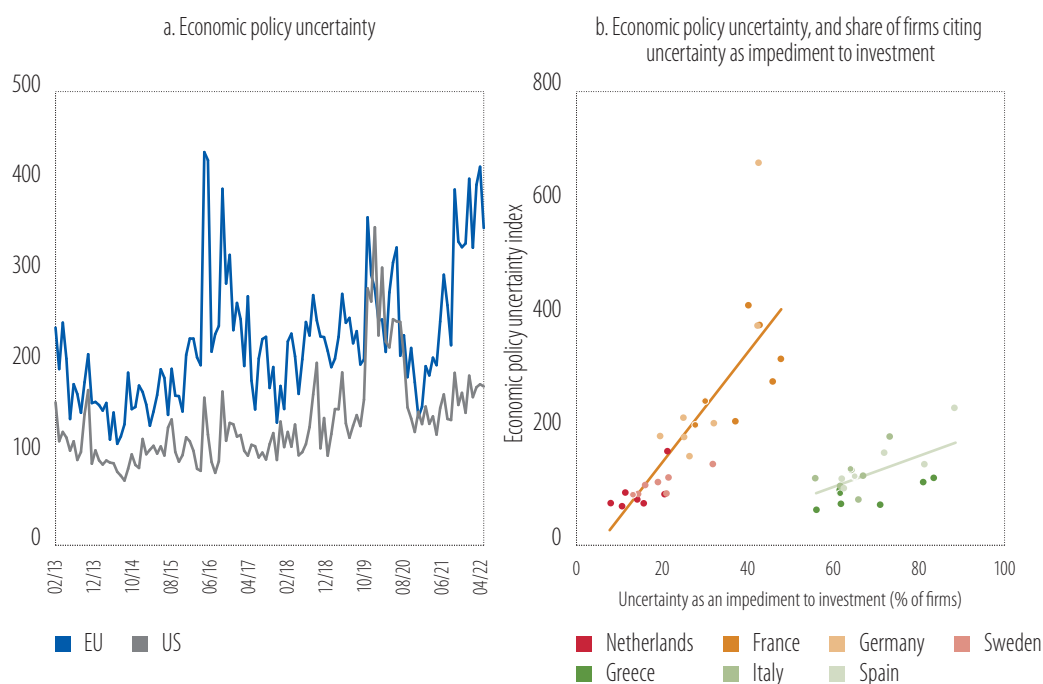 a. Economic policy uncertainty
500
400
300
200
100
0
02/13
12/13
10/14
08/15
06/16
04/17
02/18
12/18
10/19
08/20
06/21
04/22
EU
US
b. Economic policy uncertainty, and share of firms citing
uncertainty as impediment to investment
Economic policy uncertainty index
800
600
400
200
0
0
20
40
60
80
100
Uncertainty as an impediment to investment (% of firms)
Netherlands
France
Germany
Sweden
Greece
Italy
Spain